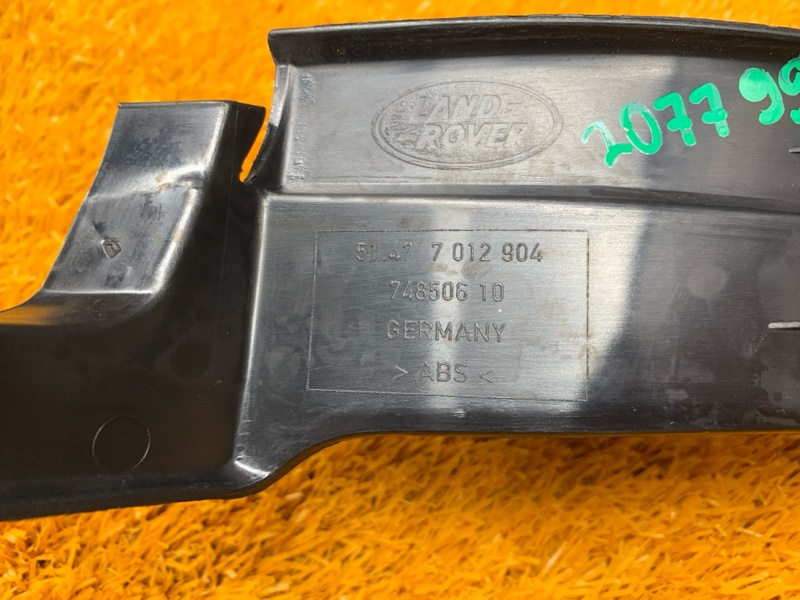 LAND-
ROVER
2077 99
51.47 7 012 904
748506 10
GERMANY
> ABS <